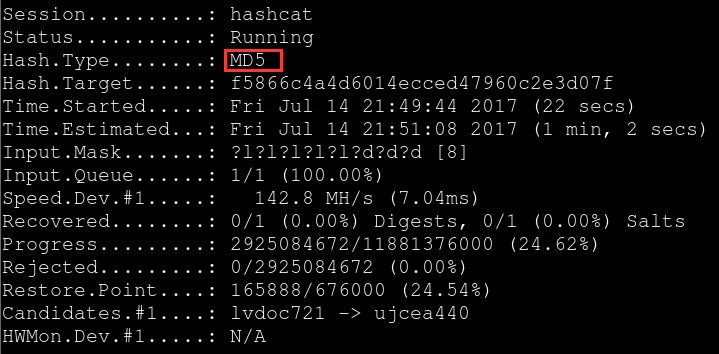 Session..........: hashcat
Status...........: Running
Hash.Type........: MD5
Hash.Target......: f5866c4a4d6014ecced47960c2e3d07f
Time.Started.....: Fri Jul 14 21:49:44 2017 (22 secs)
Time.Estimated...: Fri Jul 14 21:51:08 2017 (1 min, 2 secs)
Input.Mask.......: ?l?l?l?l?l?d?d?d [8]
Input.Queue......: 1/1 (100.00%)
Speed.Dev.#1.....:   142.8 MH/s (7.04ms)
Recovered........: 0/1 (0.00%) Digests, 0/1 (0.00%) Salts
Progress.........: 2925084672/11881376000 (24.62%)
Rejected.........: 0/2925084672 (0.00%)
Restore.Point....: 165888/676000 (24.54%)
Candidates.#1....: lvdoc721 -> ujcea440
HWMon.Dev.#1.....: N/A